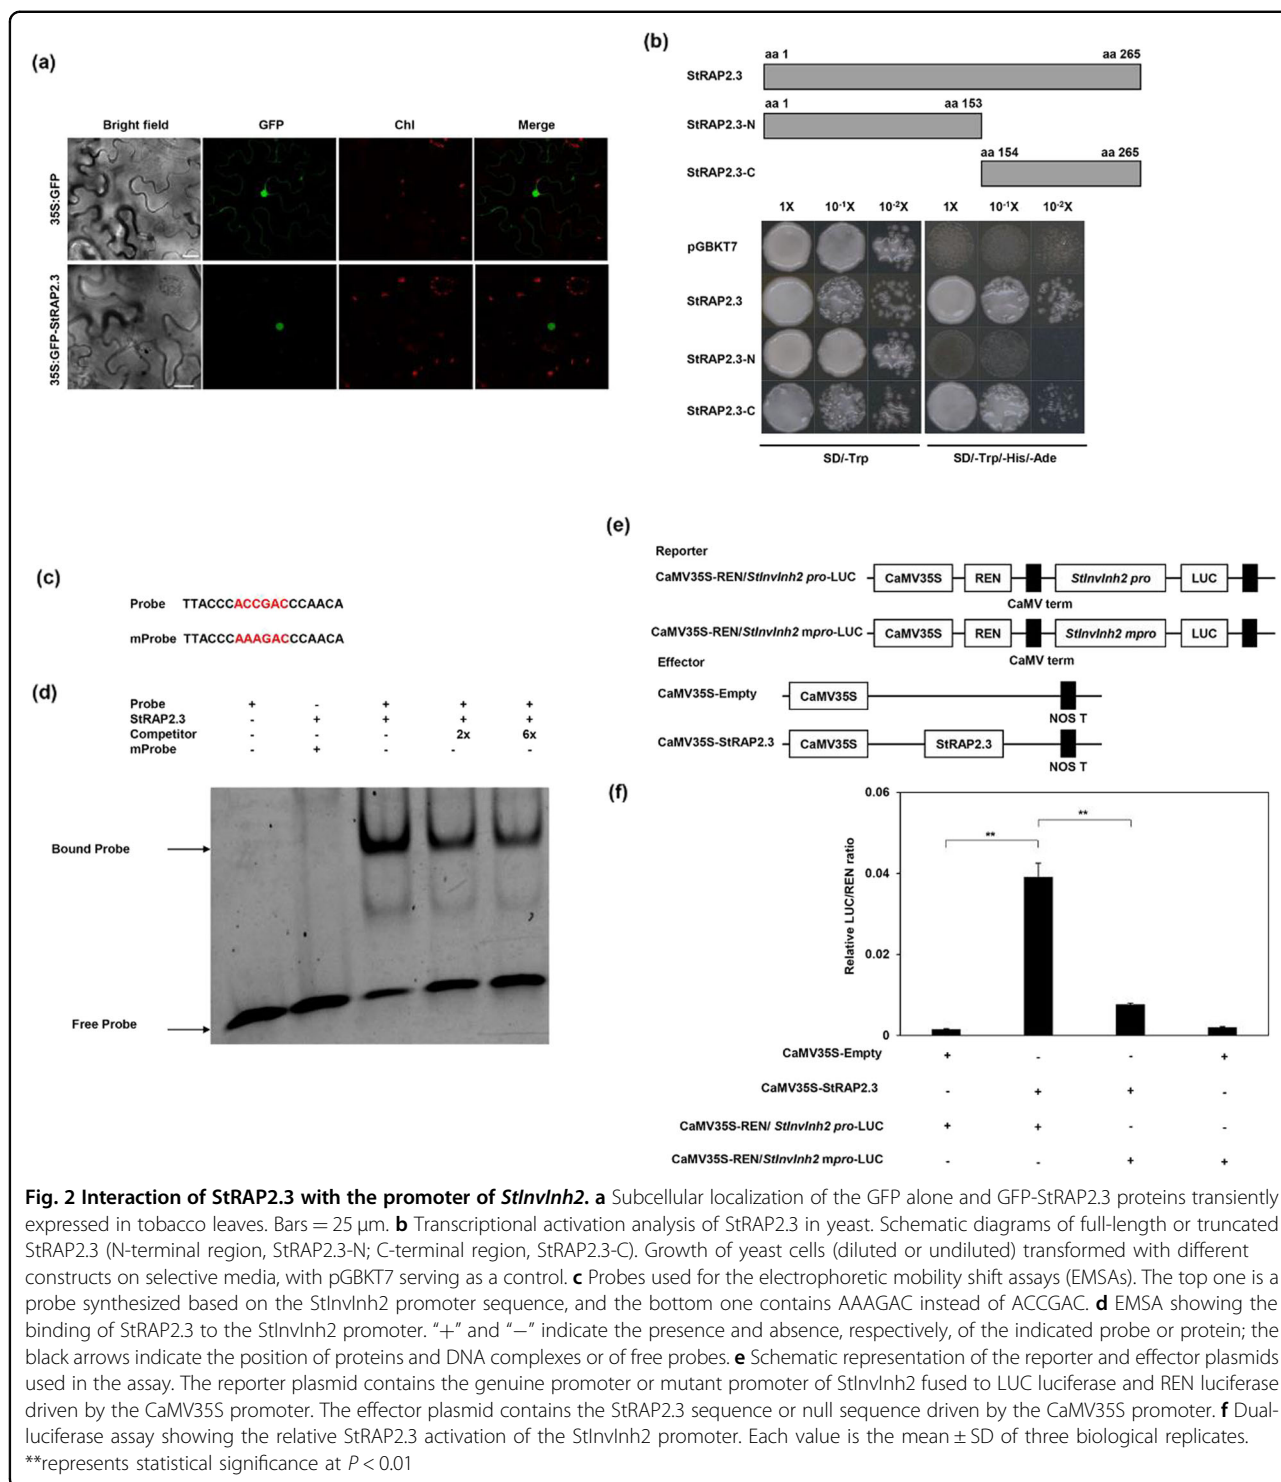 (a)
Bright field GFP Chl Merge
35S:GFP
35S:GFP-StRAP2.3
(b)
aa 1 aa 265
StRAP2.3
aa 1 aa 153
StRAP2.3-N
aa 154 aa 265
StRAP2.3-C
1X 10⁻¹X 10⁻²X 1X 10⁻¹X 10⁻²X
pGBKT7
StRAP2.3
StRAP2.3-N
StRAP2.3-C
SD/-Trp SD/-Trp/-His/-Ade
(c)
Probe TTACCCACCGACCCAACA
mProbe TTACCCAAAGACCCAACA
(d)
Probe + - + + +
StRAP2.3 - + + + +
Competitor - - - 2x 6x
mProbe - + - - -
Bound Probe
Free Probe
(e)
Reporter
CaMV35S-REN/StInvInh2 pro-LUC CaMV35S REN StInvInh2 pro LUC
CaMV term
CaMV35S-REN/StInvInh2 mpro-LUC CaMV35S REN StInvInh2 mpro LUC
CaMV term
Effector
CaMV35S-Empty CaMV35S
NOS T
CaMV35S-StRAP2.3 CaMV35S StRAP2.3
NOS T
(f)
Relative LUC/REN ratio
0.06
0.04
0.02
0
** **
CaMV35S-Empty + - - +
CaMV35S-StRAP2.3 - + + -
CaMV35S-REN/ StInvInh2 pro-LUC + + - -
CaMV35S-REN/StInvInh2 mpro-LUC - - + +
Fig. 2 Interaction of StRAP2.3 with the promoter of StInvInh2. a Subcellular localization of the GFP alone and GFP-StRAP2.3 proteins transiently
expressed in tobacco leaves. Bars = 25 μm. b Transcriptional activation analysis of StRAP2.3 in yeast. Schematic diagrams of full-length or truncated
StRAP2.3 (N-terminal region, StRAP2.3-N; C-terminal region, StRAP2.3-C). Growth of yeast cells (diluted or undiluted) transformed with different
constructs on selective media, with pGBKT7 serving as a control. c Probes used for the electrophoretic mobility shift assays (EMSAs). The top one is a
probe synthesized based on the StInvInh2 promoter sequence, and the bottom one contains AAAGAC instead of ACCGAC. d EMSA showing the
binding of StRAP2.3 to the StInvInh2 promoter. “+” and “−” indicate the presence and absence, respectively, of the indicated probe or protein; the
black arrows indicate the position of proteins and DNA complexes or of free probes. e Schematic representation of the reporter and effector plasmids
used in the assay. The reporter plasmid contains the genuine promoter or mutant promoter of StInvInh2 fused to LUC luciferase and REN luciferase
driven by the CaMV35S promoter. The effector plasmid contains the StRAP2.3 sequence or null sequence driven by the CaMV35S promoter. f Dual-
luciferase assay showing the relative StRAP2.3 activation of the StInvInh2 promoter. Each value is the mean ± SD of three biological replicates.
**represents statistical significance at P < 0.01